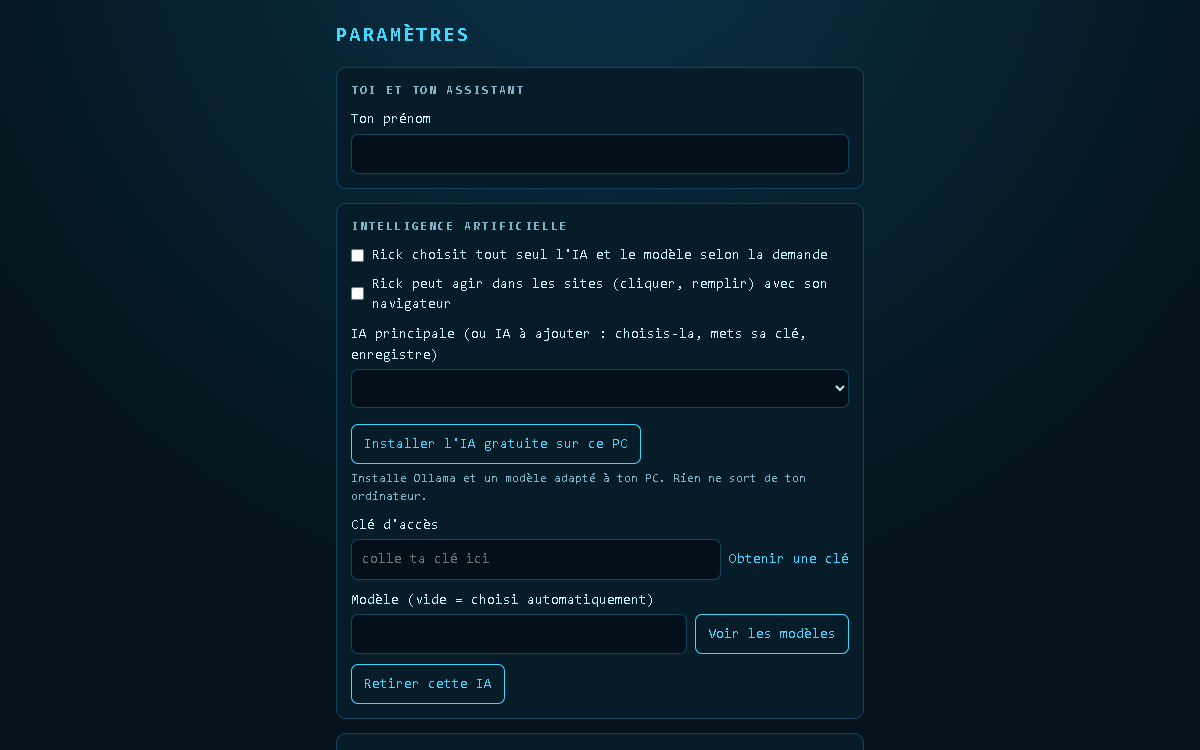 PARAMÈTRES
TOI ET TON ASSISTANT
Ton prénom
INTELLIGENCE ARTIFICIELLE
Rick choisit tout seul l'IA et le modèle selon la demande
Rick peut agir dans les sites (cliquer, remplir) avec son
navigateur
IA principale (ou IA à ajouter : choisis-la, mets sa clé,
enregistre)
Installer l'IA gratuite sur ce PC
Installe Ollama et un modèle adapté à ton PC. Rien ne sort de ton
ordinateur.
Clé d'accès
colle ta clé ici
Obtenir une clé
Modèle (vide = choisi automatiquement)
Voir les modèles
Retirer cette IA